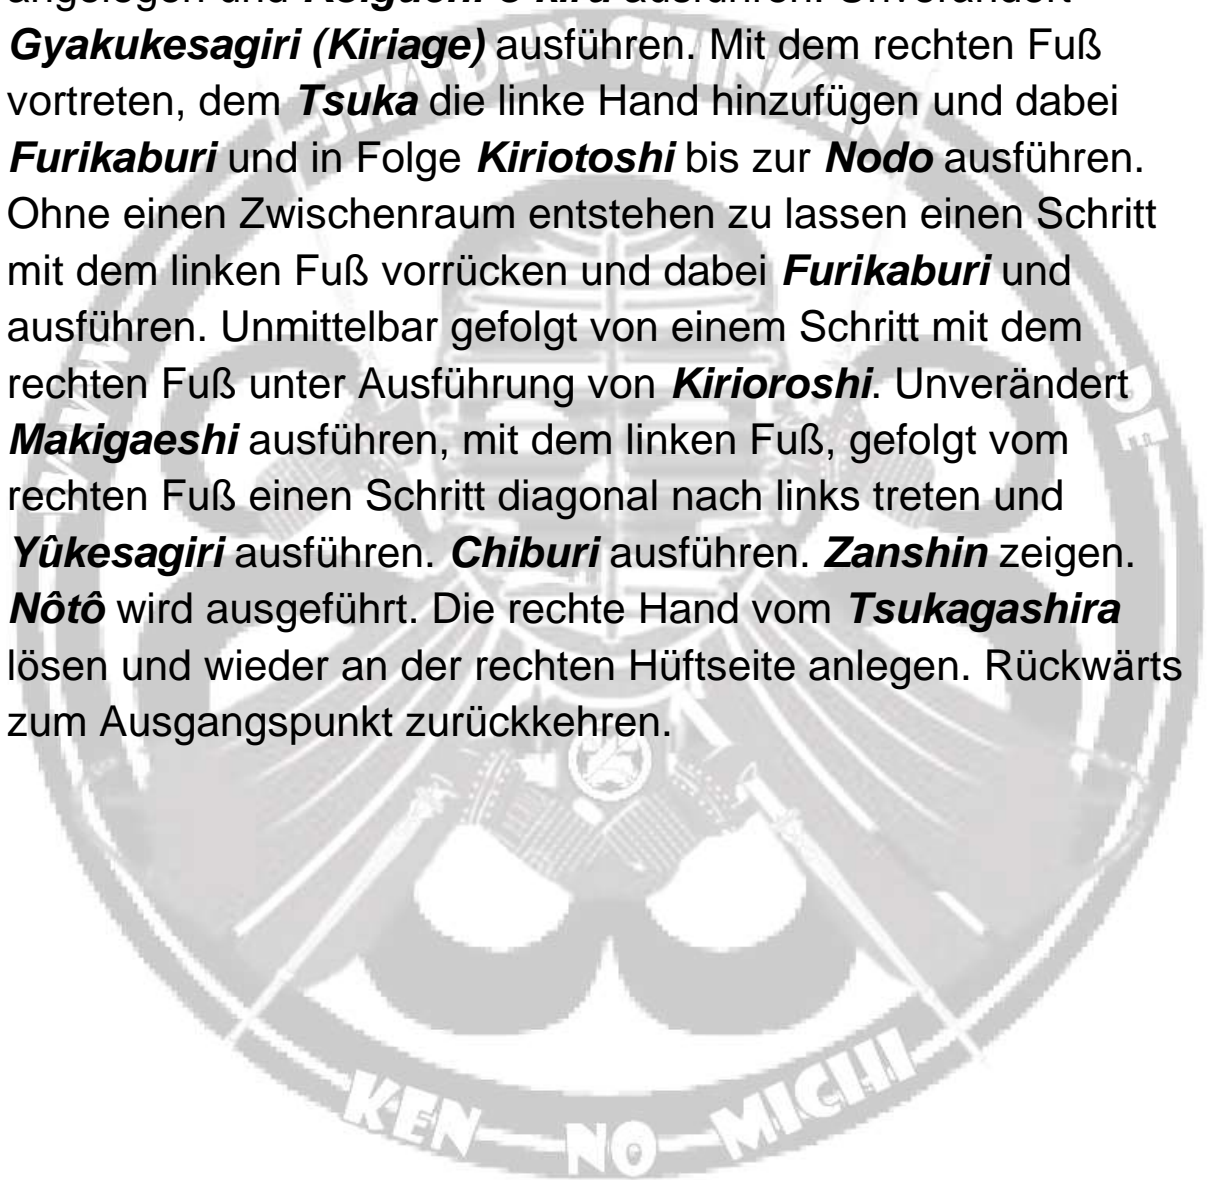 Gyakukesagiri (Kiriage) ausführen. Mit dem rechten Fuß
vortreten, dem Tsuka die linke Hand hinzufügen und dabei
Furikaburi und in Folge Kiriotoshi bis zur Nodo ausführen.
Ohne einen Zwischenraum entstehen zu lassen einen Schritt
mit dem linken Fuß vorrücken und dabei Furikaburi und
ausführen. Unmittelbar gefolgt von einem Schritt mit dem
rechten Fuß unter Ausführung von Kirioroshi. Unverändert
Makigaeshi ausführen, mit dem linken Fuß, gefolgt vom
rechten Fuß einen Schritt diagonal nach links treten und
Yûkesagiri ausführen. Chiburi ausführen. Zanshin zeigen.
Nôtô wird ausgeführt. Die rechte Hand vom Tsukagashira
lösen und wieder an der rechten Hüftseite anlegen. Rückwärts
zum Ausgangspunkt zurückkehren.
WWW
.DE
KEN NO MICHI